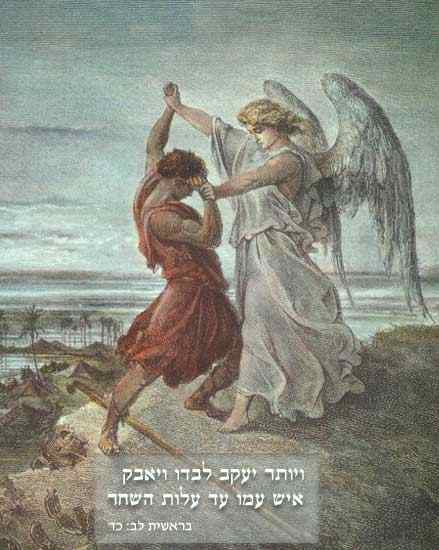 ויותר יעקב לבדו ויאבק
איש עמו עד עלות השחר
בראשית לב: כד